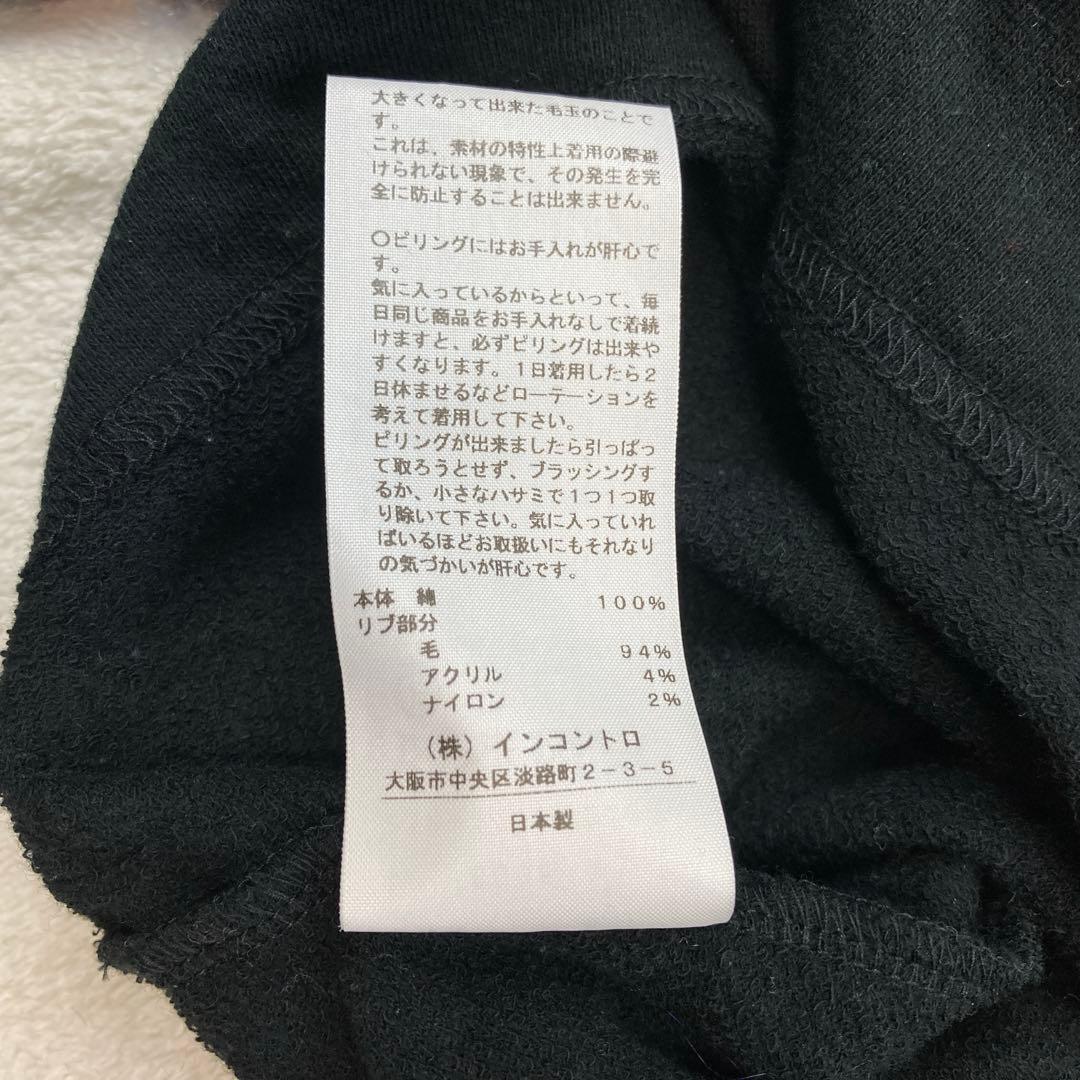 大きくなって出来た毛玉のことで
す。
これは、素材の特性上着用の際避
けられない現象で、その発生を完
全に防止することは出来ません。
〇ピリングにはお手入れが肝心で
す。
気に入っているからといって、毎
日同じ商品をお手入れなしで着続
けますと、必ずピリングは出来や
すくなります。1日着用したら2
日休ませるなどローテーションを
考えて着用して下さい。
ピリングが出来ましたら引っぱっ
て取ろうとせず、ブラッシングす
るか、小さなハサミで1つ1つ取
り除いて下さい。気に入っていれ
ばいるほどお取扱いにもそれなり
の気づかいが肝心です。
本体 綿 100%
リブ部分
毛 94%
アクリル 4%
ナイロン 2%
(株)インコントロ
大阪市中央区淡路町2-3-5
日本製